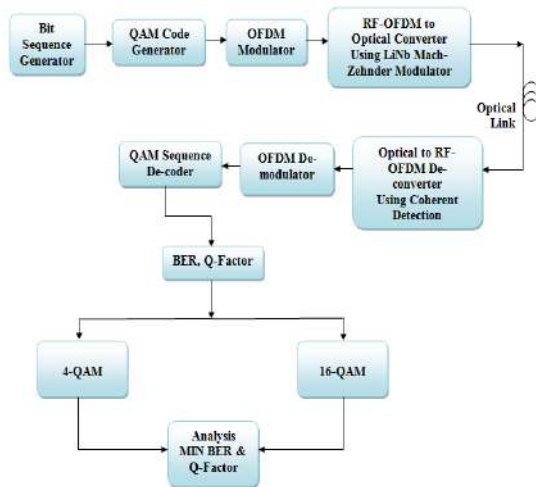 Bit
Sequence
Generator
QAM Code
Generator
OFDM
Modulator
RF-OFDM to
Optical Converter
Using LiNb Mach-
Zehnder Modulator
Optical
Link
QAM Sequence
De-coder
OFDM De-
modulator
Optical to RF-
OFDM De-
converter
Using Coherent
Detection
BER, Q-Factor
4-QAM
16-QAM
Analysis
MIN BER &
Q-Factor